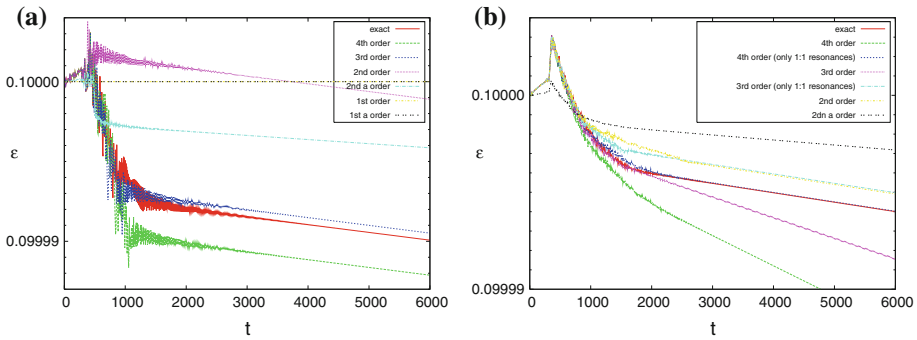 (a)
ε
0.10000
0.09999
0
1000
2000
3000
4000
5000
6000
t
exact
4th order
3rd order
2nd order
2nd a order
1st order
1st a order
(b)
ε
0.10000
0.09999
0
1000
2000
3000
4000
5000
6000
t
exact
4th order
4th order (only 1:1 resonances)
3rd order
3rd order (only 1:1 resonances)
2nd order
2dn a order